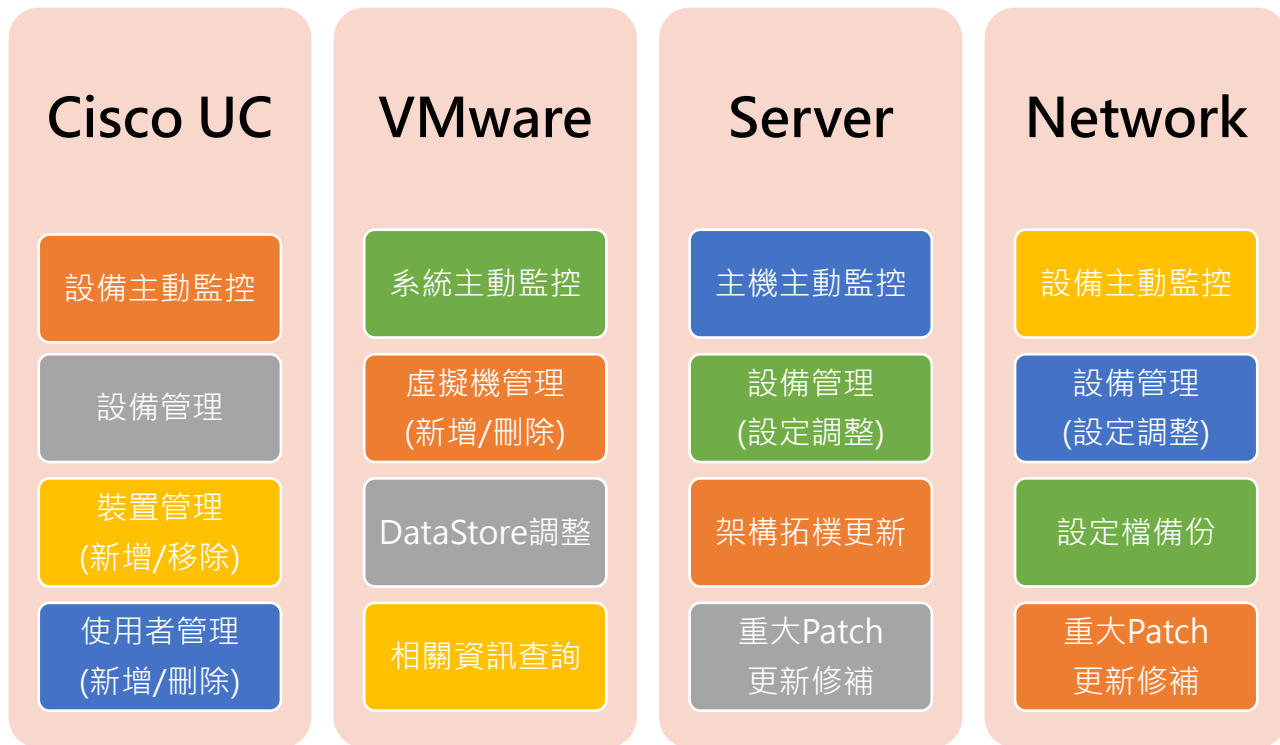 Cisco UC
設備主動監控
設備管理
裝置管理
(新增/移除)
使用者管理
(新增/刪除)
VMware
系統主動監控
虛擬機管理
(新增/刪除)
DataStore調整
相關資訊查詢
Server
主機主動監控
設備管理
(設定調整)
架構拓樸更新
重大Patch
更新修補
Network
設備主動監控
設備管理
(設定調整)
設定檔備份
重大Patch
更新修補